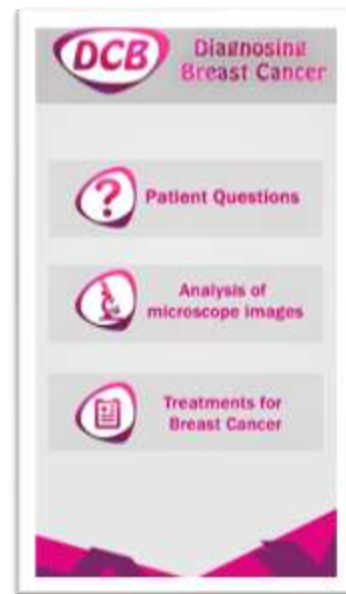 DCB
Diagnosing
Breast Cancer
Patient Questions
Analysis of
microscope images
Treatments for
Breast Cancer